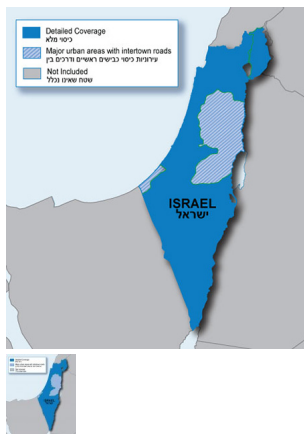 Detailed Coverage
כיסוי מלא
Major urban areas with intertown roads
עירוניות כיסוי כבישים ראשיים ודרכים בין
Not Included
שטח שאינו נכלל
ISRAEL
ישראל